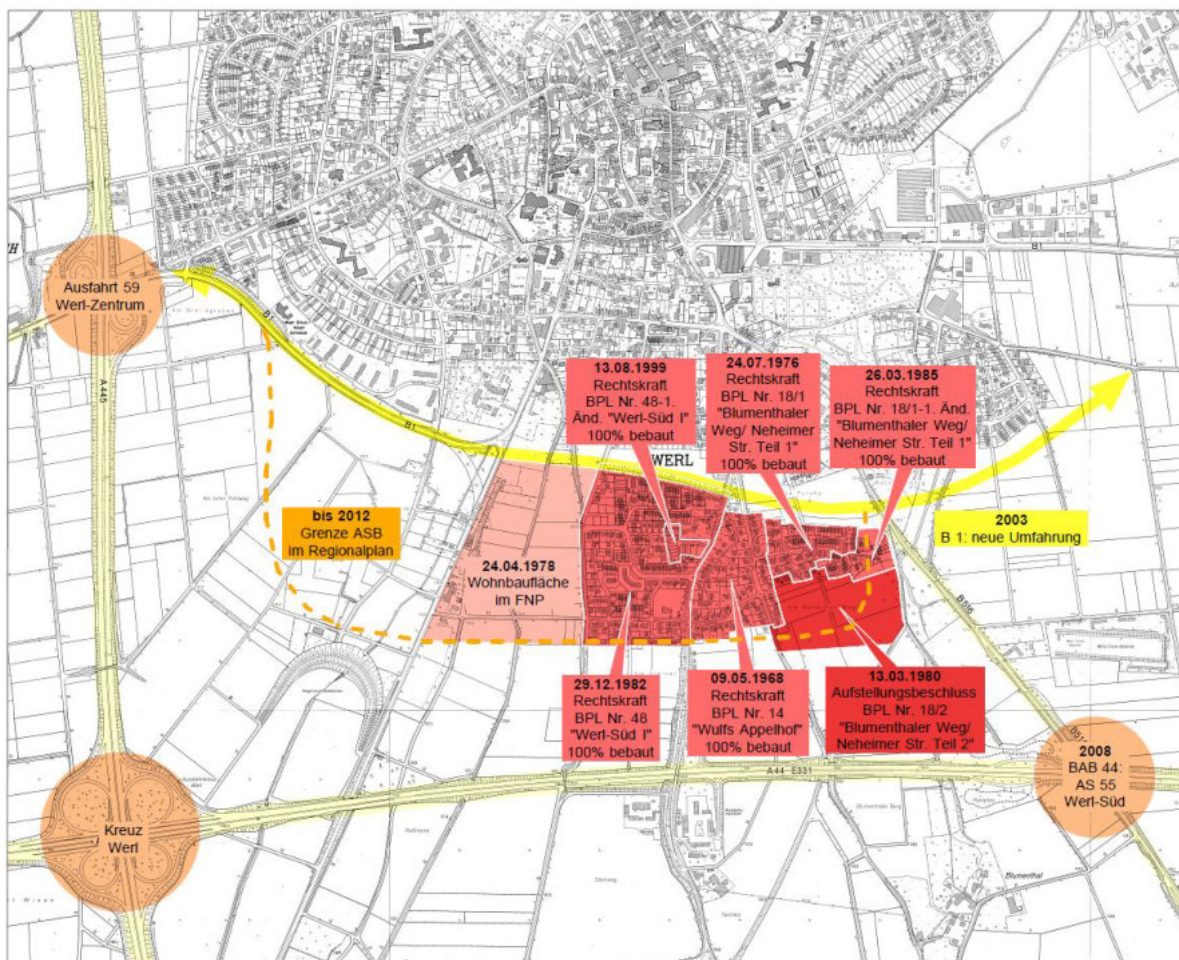 Ausfahrt 59
Werl-Zentrum
A 445
B1
B1
B1
WERL
13.08.1999
Rechtskraft
BPL Nr. 48-1.
Änd. "Werl-Süd I"
100% bebaut
24.07.1976
Rechtskraft
BPL Nr. 18/1
"Blumenthaler
Weg/ Neheimer
Str. Teil 1"
100% bebaut
26.03.1985
Rechtskraft
BPL Nr. 18/1-1. Änd.
"Blumenthaler Weg/
Neheimer Str. Teil 1"
100% bebaut
bis 2012
Grenze ASB
im Regionalplan
2003
B 1: neue Umfahrung
24.04.1978
Wohnbaufläche
im FNP
B 516
29.12.1982
Rechtskraft
BPL Nr. 48
"Werl-Süd I"
100% bebaut
09.05.1968
Rechtskraft
BPL Nr. 14
"Wulfs Appelhof"
100% bebaut
13.03.1980
Aufstellungsbeschluss
BPL Nr. 18/2
"Blumenthaler Weg/
Neheimer Str. Teil 2"
2008
BAB 44:
AS 55
Werl-Süd
A 44 E331
Kreuz
Werl
Blumenthal